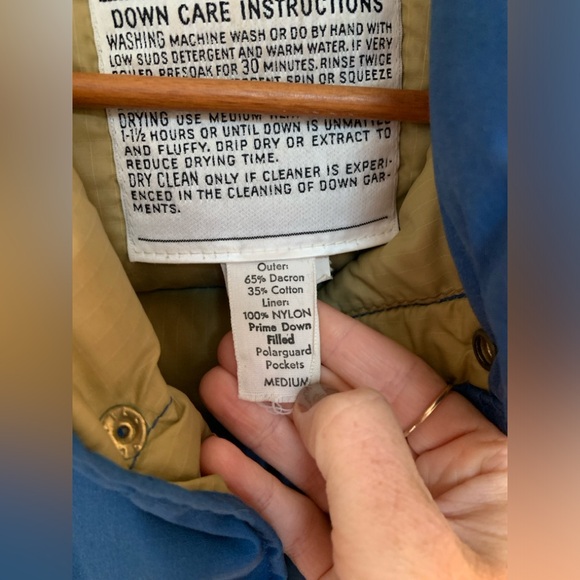 DOWN CARE INSTRUCTIONS
WASHING MACHINE WASH OR DO BY HAND WITH
LOW SUDS DETERGENT AND WARM WATER. IF VERY
PRESOAK FOR 30 MINUTES. RINSE TWICE
SPIN OR SQUEEZE
DRYING USE MEDIUM
1-1½ HOURS OR UNTIL DOWN IS UNMATTED
AND FLUFFY. DRIP DRY OR EXTRACT TO
REDUCE DRYING TIME.
DRY CLEAN ONLY IF CLEANER IS EXPERI-
ENCED IN THE CLEANING OF DOWN GAR-
MENTS.
Outer:
65% Dacron
35% Cotton
Liner:
100% NYLON
Prime Down
Filled
Polarguard
Pockets
MEDIUM